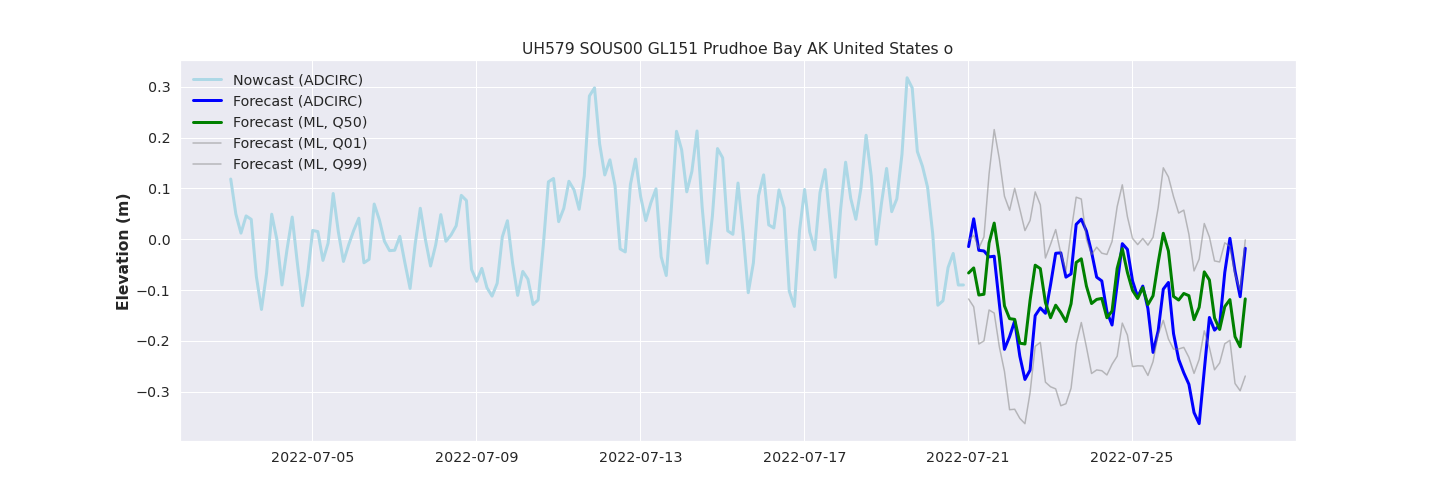 UH579 SOUS00 GL151 Prudhoe Bay AK United States o
Nowcast (ADCIRC)
Forecast (ADCIRC)
Forecast (ML, Q50)
Forecast (ML, Q01)
Forecast (ML, Q99)
Elevation (m)
0.3
0.2
0.1
0.0
−0.1
−0.2
−0.3
2022-07-05
2022-07-09
2022-07-13
2022-07-17
2022-07-21
2022-07-25